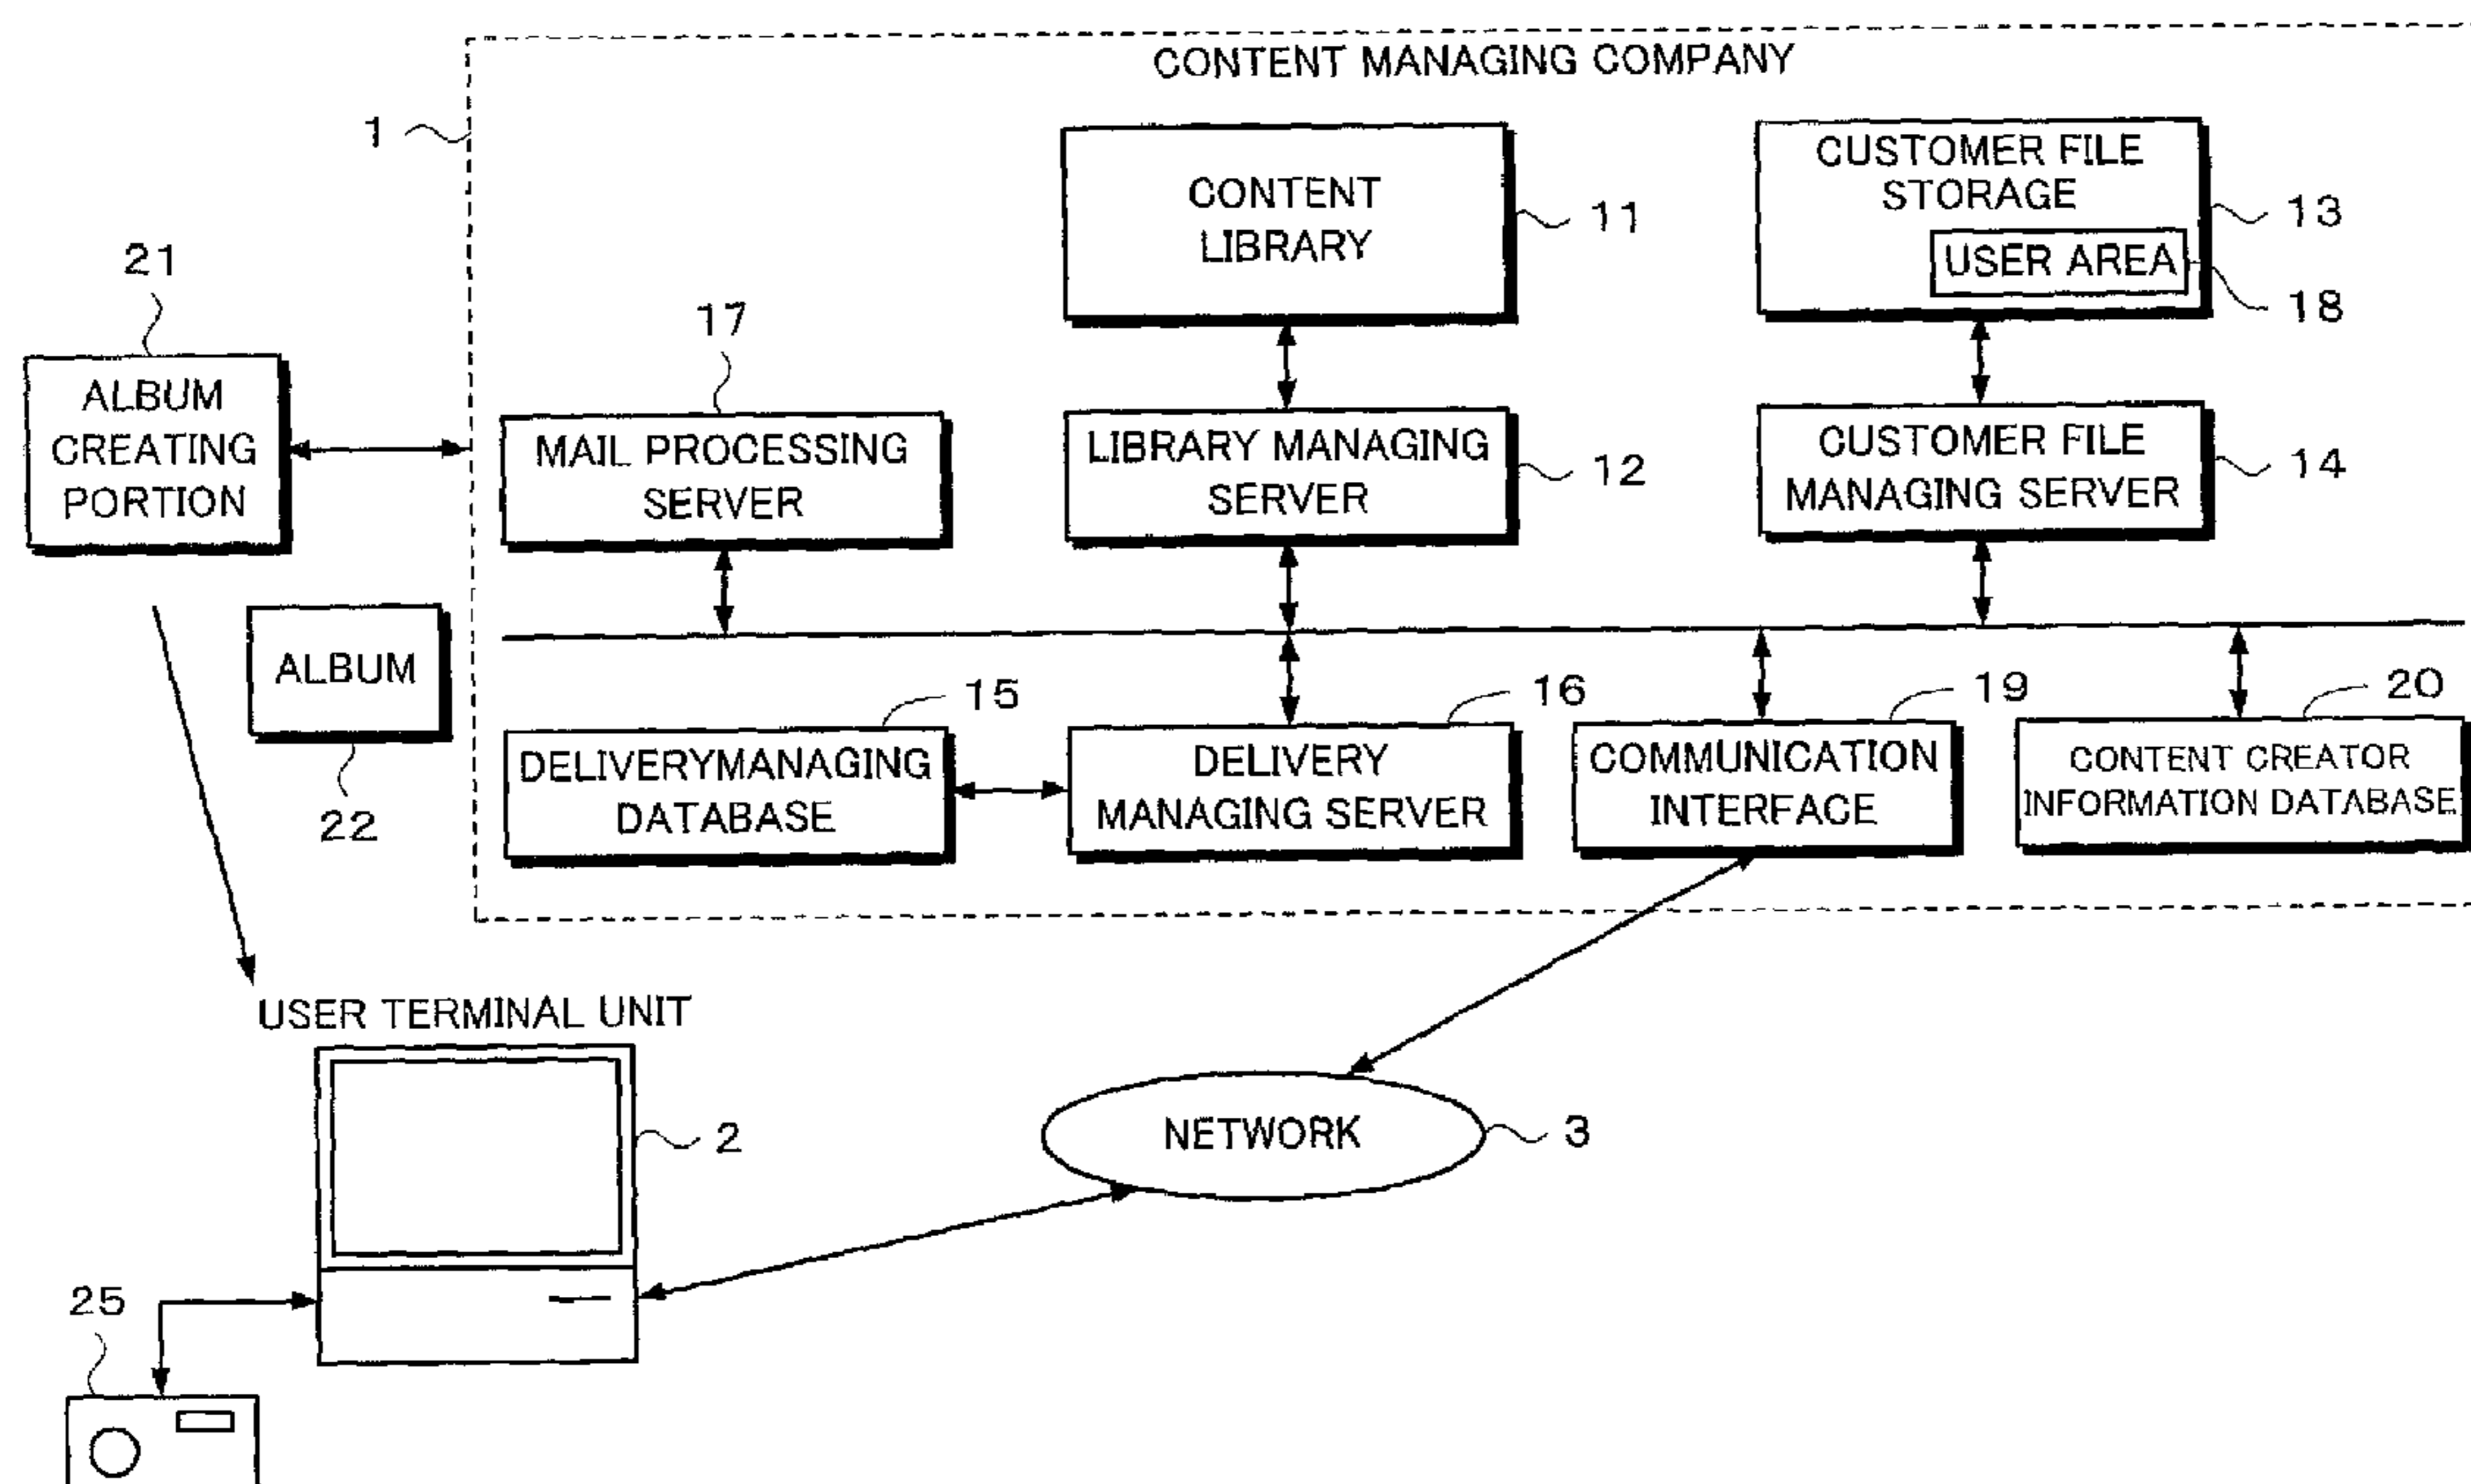 CONTENT MANAGING COMPANY
1
CONTENT
LIBRARY
11
CUSTOMER FILE
STORAGE
13
USER AREA
18
21
ALBUM
CREATING
PORTION
17
MAIL PROCESSING
SERVER
LIBRARY MANAGING
SERVER
12
CUSTOMER FILE
MANAGING SERVER
14
ALBUM
22
15
DELIVERYMANAGING
DATABASE
16
DELIVERY
MANAGING SERVER
19
COMMUNICATION
INTERFACE
20
CONTENT CREATOR
INFORMATION DATABASE
USER TERMINAL UNIT
2
NETWORK
3
25